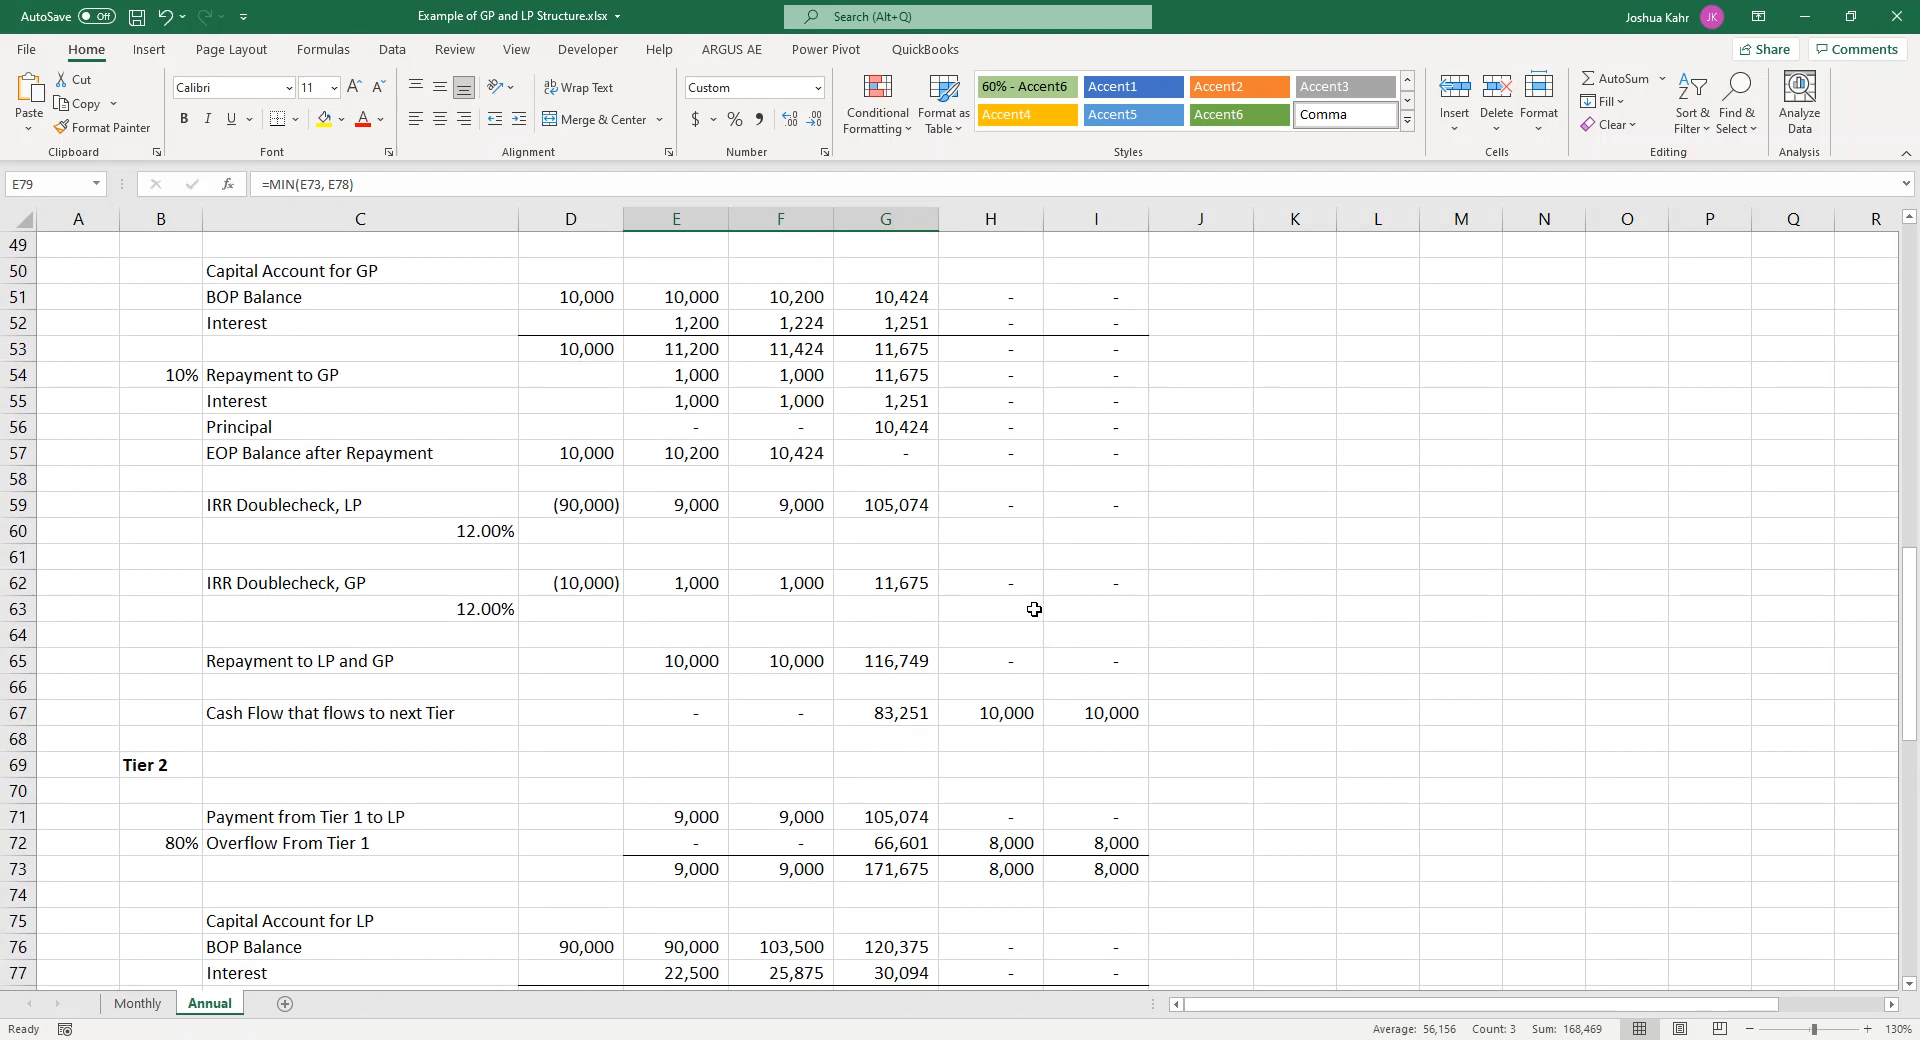 AutoSave Off Example of GP and LP Structure.xlsx Search (Alt+Q) Joshua Kahr JK
File Home Insert Page Layout Formulas Data Review View Developer Help ARGUS AE Power Pivot QuickBooks Share Comments
Paste Cut Copy Format Painter
Calibri 11 A A
B I U A
Wrap Text
Merge & Center
Custom
$ % 9 .00
Conditional Formatting Format as Table
60% - Accent6 Accent1 Accent2 Accent3
Accent4 Accent5 Accent6 Comma
Insert Delete Format
AutoSum
Fill
Clear
Sort & Filter Find & Select
Analyze Data
Clipboard Font Alignment Number Styles Cells Editing Analysis
E79 fx =MIN(E73, E78)
A B C D E F G H I J K L M N O P Q R
49
50 Capital Account for GP
51 BOP Balance 10,000 10,000 10,200 10,424 - -
52 Interest 1,200 1,224 1,251 - -
53 10,000 11,200 11,424 11,675 - -
54 10% Repayment to GP 1,000 1,000 11,675 - -
55 Interest 1,000 1,000 1,251 - -
56 Principal - - 10,424 - -
57 EOP Balance after Repayment 10,000 10,200 10,424 - - -
58
59 IRR Doublecheck, LP (90,000) 9,000 9,000 105,074 - -
60 12.00%
61
62 IRR Doublecheck, GP (10,000) 1,000 1,000 11,675 - -
63 12.00%
64
65 Repayment to LP and GP 10,000 10,000 116,749 - -
66
67 Cash Flow that flows to next Tier - - 83,251 10,000 10,000
68
69 Tier 2
70
71 Payment from Tier 1 to LP 9,000 9,000 105,074 - -
72 80% Overflow From Tier 1 - - 66,601 8,000 8,000
73 9,000 9,000 171,675 8,000 8,000
74
75 Capital Account for LP
76 BOP Balance 90,000 90,000 103,500 120,375 - -
77 Interest 22,500 25,875 30,094 - -
Monthly Annual
Ready Average: 56,156 Count: 3 Sum: 168,469 130%